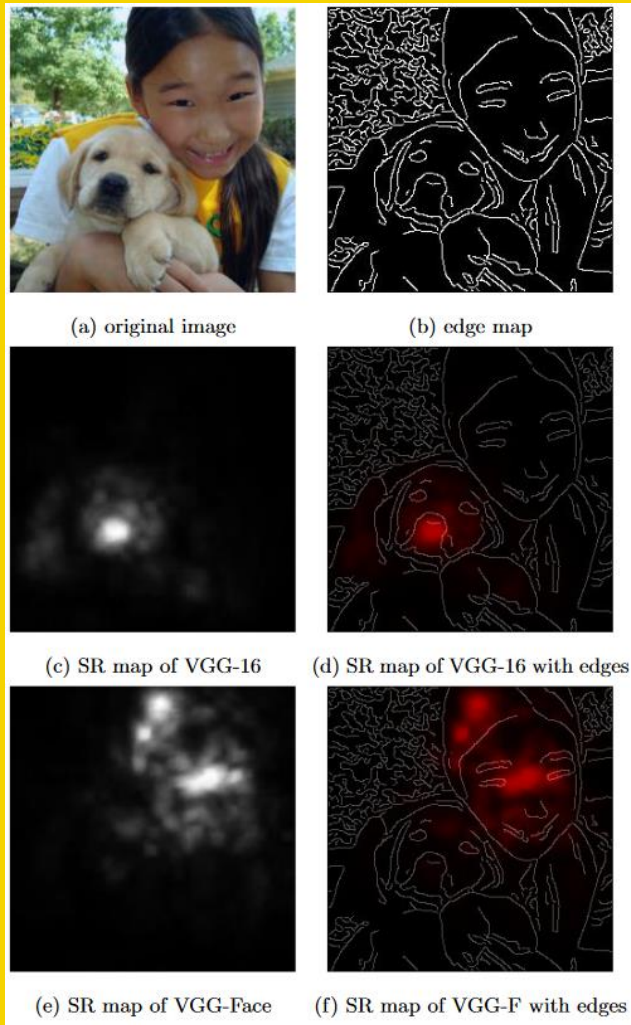 (a) original image
(b) edge map
(c) SR map of VGG-16
(d) SR map of VGG-16 with edges
(e) SR map of VGG-Face
(f) SR map of VGG-F with edges